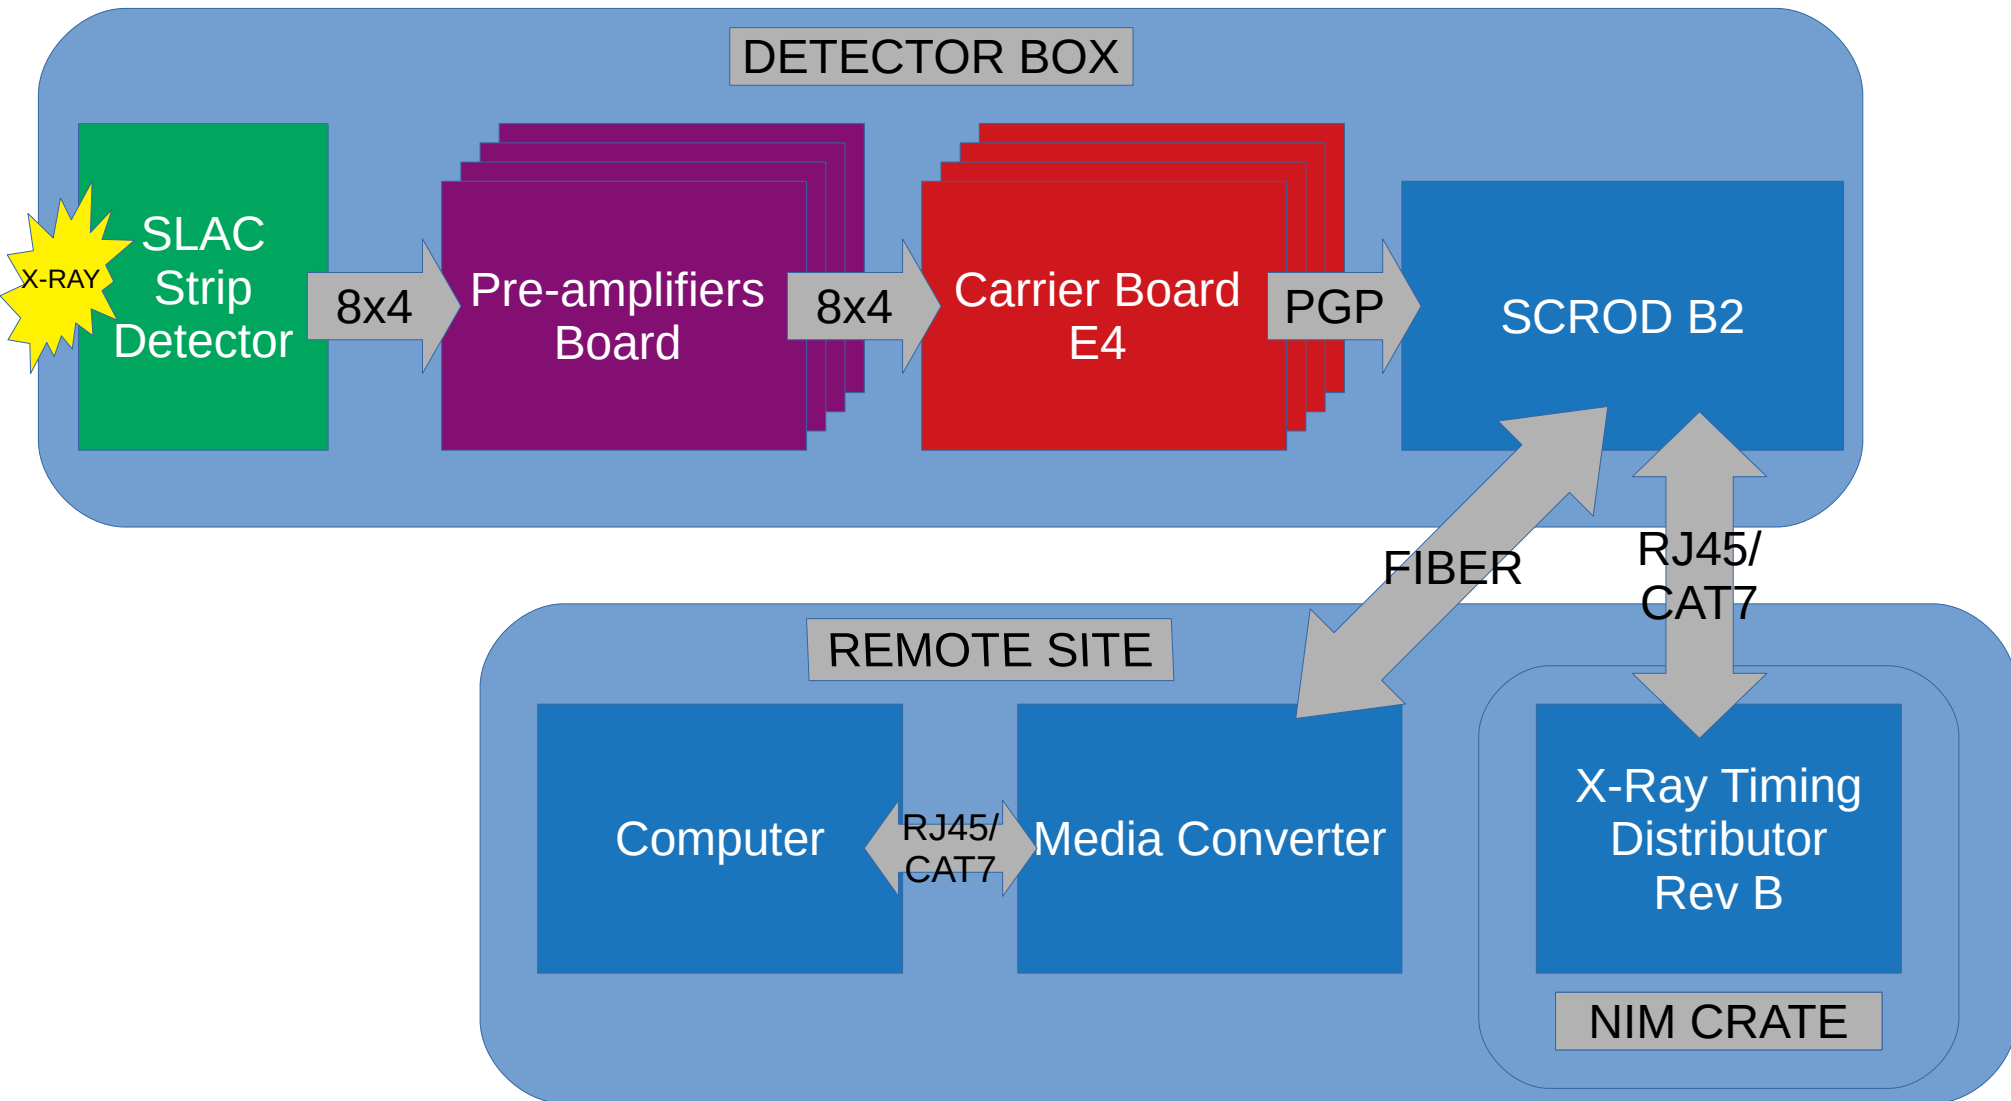 DETECTOR BOX
X-RAY
SLAC
Strip
Detector
8x4
Pre-amplifiers
Board
8x4
Carrier Board
E4
PGP
SCROD B2
FIBER
RJ45/
CAT7
REMOTE SITE
Computer
RJ45/
CAT7
Media Converter
X-Ray Timing
Distributor
Rev B
NIM CRATE